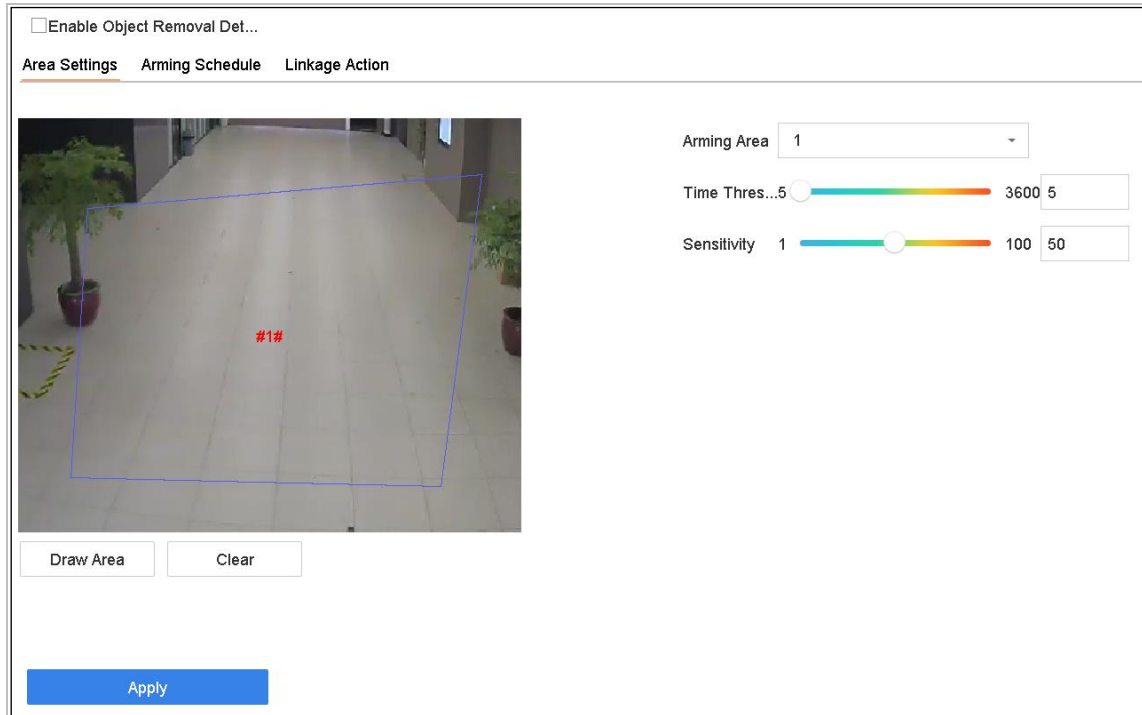 Enable Object Removal Det...
Area Settings Arming Schedule Linkage Action
Arming Area 1
Time Thres...5 3600 5
Sensitivity 1 100 50
#1#
Draw Area Clear
Apply